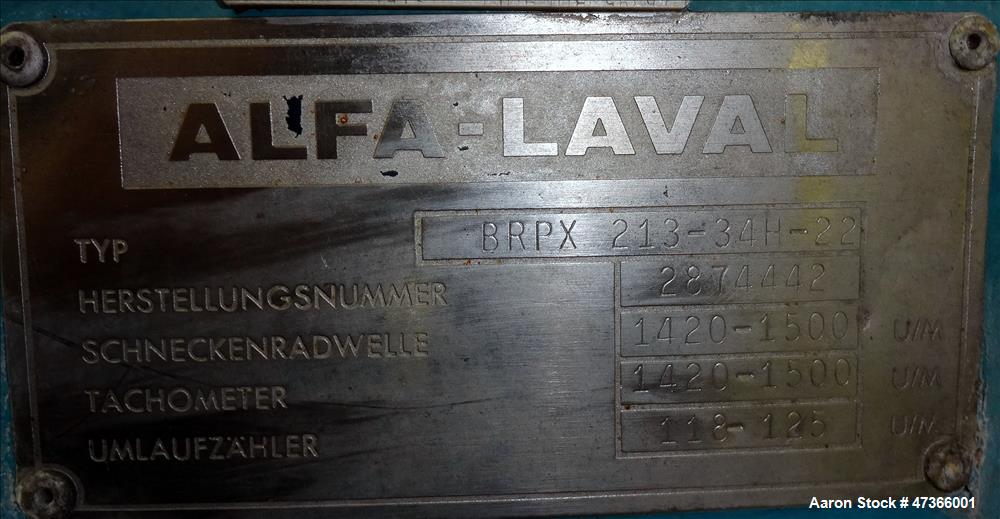 ALFA-LAVAL
TYP BRPX 213-34H-22
HERSTELLUNGSNUMMER 2874442
SCHNECKENRADWELLE 1420-1500 U/M
TACHOMETER 1420-1500 U/M
UMLAUFZÄHLER 118-125 U/M
Aaron Stock # 47366001